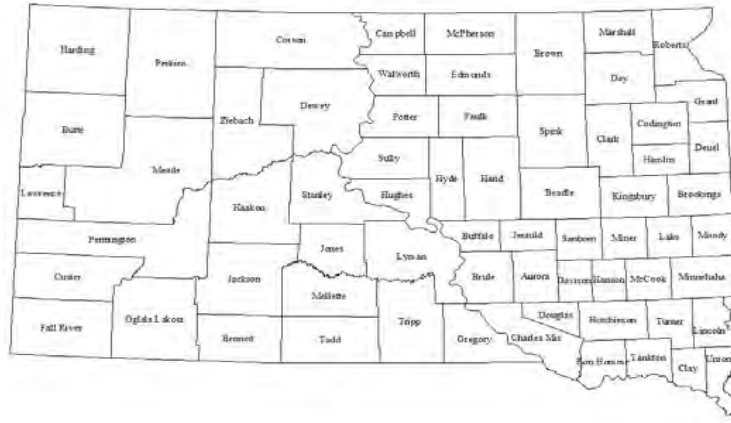 Harding
Perkins
Corson
Campbell
McPherson
Brown
Marshall
Roberts
Walworth
Edmunds
Day
Dewey
Ziebach
Potter
Faulk
Spink
Grant
Codington
Clark
Deuel
Hamlin
Butte
Meade
Sully
Hyde
Hand
Beadle
Kingsbury
Brookings
Lawrence
Haakon
Stanley
Hughes
Buffalo
Jerauld
Sanborn
Miner
Lake
Moody
Pennington
Jones
Lyman
Jackson
Brule
Aurora
Davison
Hanson
McCook
Minnehaha
Custer
Mellette
Fall River
Oglala Lakota
Tripp
Douglas
Hutchinson
Turner
Lincoln
Bennett
Todd
Gregory
Charles Mix
Bon Homme
Yankton
Clay
Union